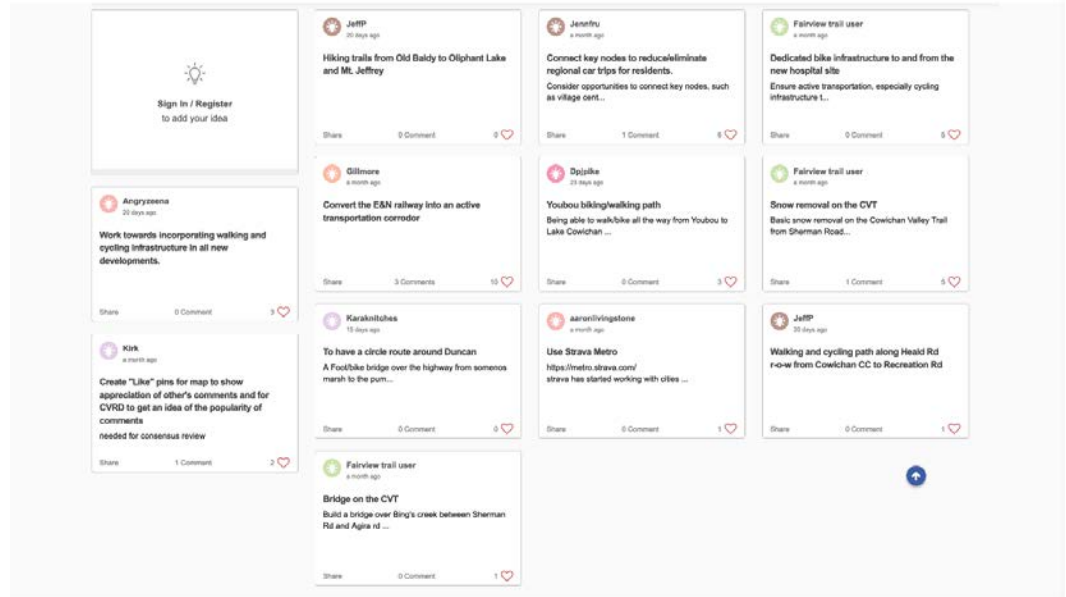 Sign In / Register
to add your idea
Angryzeena
20 days ago
Work towards incorporating walking and
cycling infrastructure in all new
developments.
Share 0 Comment 3
Kirk
a month ago
Create "Like" pins for map to show
appreciation of other's comments and for
CVRD to get an idea of the popularity of
comments
needed for consensus review
Share 1 Comment 2
JeffP
20 days ago
Hiking trails from Old Baldy to Oliphant Lake
and Mt. Jeffrey
Share 0 Comment 0
Gillmore
a month ago
Convert the E&N railway into an active
transportation corrodor
Share 3 Comments 10
Karaknitches
15 days ago
To have a circle route around Duncan
A Foot/bike bridge over the highway from somenos
marsh to the pum...
Share 0 Comment 0
Fairview trail user
a month ago
Bridge on the CVT
Build a bridge over Bing's creek between Sherman
Rd and Agira rd ...
Share 0 Comment 1
Jennfru
a month ago
Connect key nodes to reduce/eliminate
regional car trips for residents.
Consider opportunities to connect key nodes, such
as village cent...
Share 1 Comment 6
Dpjpike
23 days ago
Youbou biking/walking path
Being able to walk/bike all the way from Youbou to
Lake Cowichan ...
Share 0 Comment 3
aaronlivingstone
a month ago
Use Strava Metro
https://metro.strava.com/
strava has started working with cities ...
Share 0 Comment 1
Fairview trail user
a month ago
Dedicated bike infrastructure to and from the
new hospital site
Ensure active transportation, especially cycling
infrastructure t...
Share 0 Comment 5
Fairview trail user
a month ago
Snow removal on the CVT
Basic snow removal on the Cowichan Valley Trail
from Sherman Road...
Share 1 Comment 5
JeffP
20 days ago
Walking and cycling path along Heald Rd
r-o-w from Cowichan CC to Recreation Rd
Share 0 Comment 1